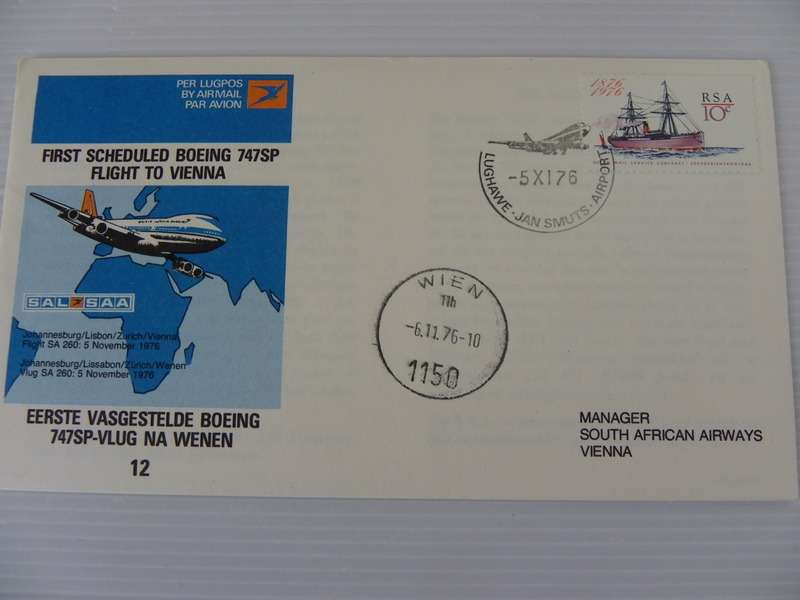 PER LUGPOS
BY AIRMAIL
PAR AVION
FIRST SCHEDULED BOEING 747SP
FLIGHT TO VIENNA
SAL SAA
Johannesburg/Lisbon/Zürich/Vienna
Flight SA 260: 5 November 1976
Johannesburg/Lissabon/Zürich/Wenen
Vlug SA 260: 5 November 1976
EERSTE VASGESTELDE BOEING
747SP-VLUG NA WENEN
12
1876
1976
RSA
10c
-5XI76
LUGHAWE · JAN SMUTS · AIRPORT
WIEN
11h
-6.11.76-10
1150
MANAGER
SOUTH AFRICAN AIRWAYS
VIENNA